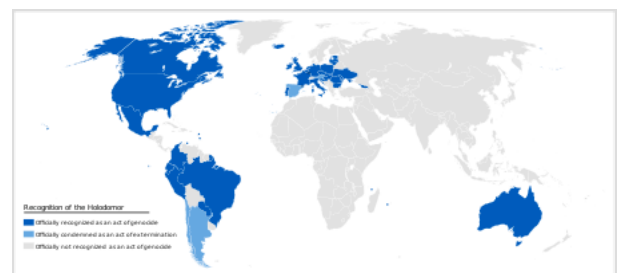 Recognition of the Holodomor
Officially recognized as an act of genocide
Officially condemned as an act of extermination
Officially not recognized as an act of genocide